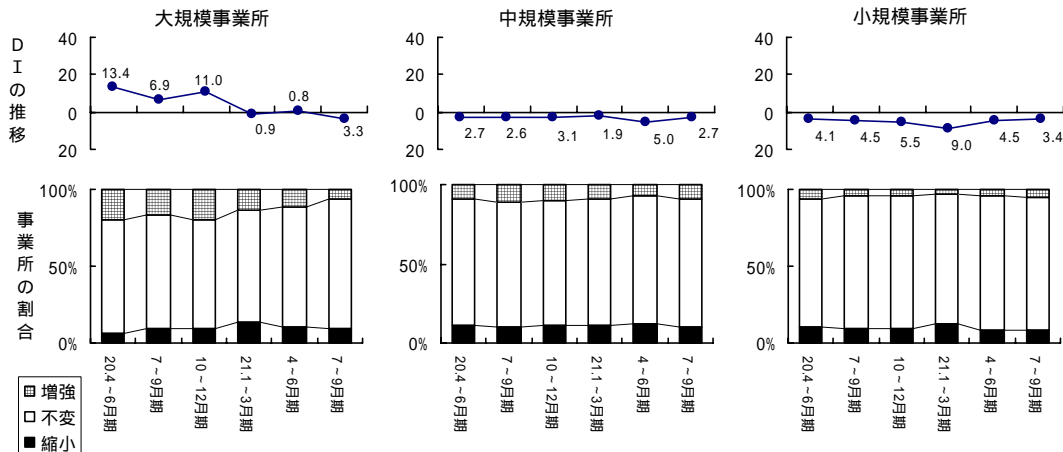 大規模事業所
中規模事業所
小規模事業所
DIの推移
40
20
0
20
13.4
6.9
11.0
0.9
0.8
3.3
40
20
0
20
2.7
2.6
3.1
1.9
5.0
2.7
40
20
0
20
4.1
4.5
5.5
9.0
4.5
3.4
事業所の割合
100%
50%
0%
100%
50%
0%
100%
50%
0%
20.4~6月期
7~9月期
10~12月期
21.1~3月期
4~6月期
7~9月期
20.4~6月期
7~9月期
10~12月期
21.1~3月期
4~6月期
7~9月期
20.4~6月期
7~9月期
10~12月期
21.1~3月期
4~6月期
7~9月期
増強
不変
縮小